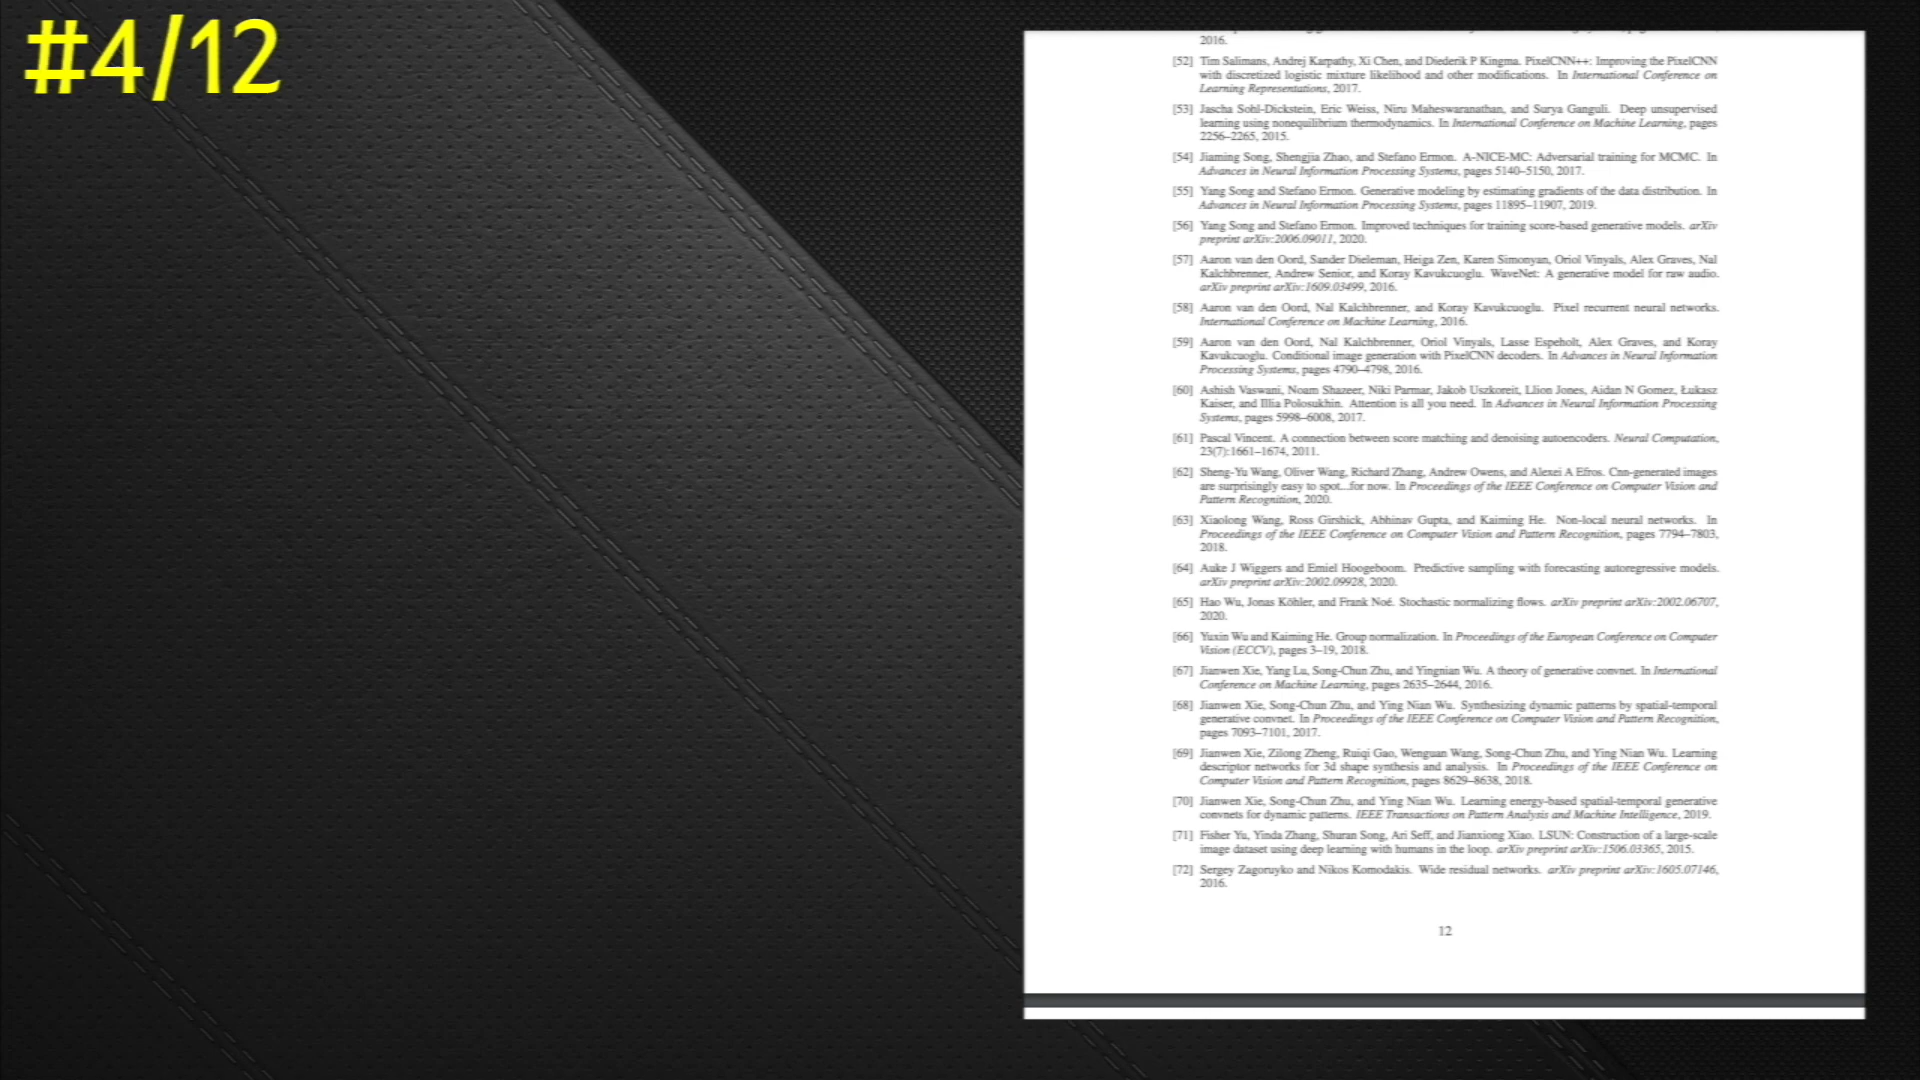 #4/12
2016.
[52] Tim Salimans, Andrej Karpathy, Xi Chen, and Diederik P Kingma. PixelCNN++: Improving the PixelCNN
with discretized logistic mixture likelihood and other modifications. In International Conference on
Learning Representations, 2017.
[53] Jascha Sohl-Dickstein, Eric Weiss, Niru Maheswaranathan, and Surya Ganguli. Deep unsupervised
learning using nonequilibrium thermodynamics. In International Conference on Machine Learning, pages
2256–2265, 2015.
[54] Jiaming Song, Shengjia Zhao, and Stefano Ermon. A-NICE-MC: Adversarial training for MCMC. In
Advances in Neural Information Processing Systems, pages 5140–5150, 2017.
[55] Yang Song and Stefano Ermon. Generative modeling by estimating gradients of the data distribution. In
Advances in Neural Information Processing Systems, pages 11895–11907, 2019.
[56] Yang Song and Stefano Ermon. Improved techniques for training score-based generative models. arXiv
preprint arXiv:2006.09011, 2020.
[57] Aaron van den Oord, Sander Dieleman, Heiga Zen, Karen Simonyan, Oriol Vinyals, Alex Graves, Nal
Kalchbrenner, Andrew Senior, and Koray Kavukcuoglu. WaveNet: A generative model for raw audio.
arXiv preprint arXiv:1609.03499, 2016.
[58] Aaron van den Oord, Nal Kalchbrenner, and Koray Kavukcuoglu. Pixel recurrent neural networks.
International Conference on Machine Learning, 2016.
[59] Aaron van den Oord, Nal Kalchbrenner, Oriol Vinyals, Lasse Espeholt, Alex Graves, and Koray
Kavukcuoglu. Conditional image generation with PixelCNN decoders. In Advances in Neural Information
Processing Systems, pages 4790–4798, 2016.
[60] Ashish Vaswani, Noam Shazeer, Niki Parmar, Jakob Uszkoreit, Llion Jones, Aidan N Gomez, Łukasz
Kaiser, and Illia Polosukhin. Attention is all you need. In Advances in Neural Information Processing
Systems, pages 5998–6008, 2017.
[61] Pascal Vincent. A connection between score matching and denoising autoencoders. Neural Computation,
23(7):1661–1674, 2011.
[62] Sheng-Yu Wang, Oliver Wang, Richard Zhang, Andrew Owens, and Alexei A Efros. Cnn-generated images
are surprisingly easy to spot...for now. In Proceedings of the IEEE Conference on Computer Vision and
Pattern Recognition, 2020.
[63] Xiaolong Wang, Ross Girshick, Abhinav Gupta, and Kaiming He. Non-local neural networks. In
Proceedings of the IEEE Conference on Computer Vision and Pattern Recognition, pages 7794–7803,
2018.
[64] Auke J Wiggers and Emiel Hoogeboom. Predictive sampling with forecasting autoregressive models.
arXiv preprint arXiv:2002.09928, 2020.
[65] Hao Wu, Jonas Köhler, and Frank Noé. Stochastic normalizing flows. arXiv preprint arXiv:2002.06707,
2020.
[66] Yuxin Wu and Kaiming He. Group normalization. In Proceedings of the European Conference on Computer
Vision (ECCV), pages 3–19, 2018.
[67] Jianwen Xie, Yang Lu, Song-Chun Zhu, and Yingnian Wu. A theory of generative convnet. In International
Conference on Machine Learning, pages 2635–2644, 2016.
[68] Jianwen Xie, Song-Chun Zhu, and Ying Nian Wu. Synthesizing dynamic patterns by spatial-temporal
generative convnet. In Proceedings of the IEEE Conference on Computer Vision and Pattern Recognition,
pages 7093–7101, 2017.
[69] Jianwen Xie, Zilong Zheng, Ruiqi Gao, Wenguan Wang, Song-Chun Zhu, and Ying Nian Wu. Learning
descriptor networks for 3d shape synthesis and analysis. In Proceedings of the IEEE Conference on
Computer Vision and Pattern Recognition, pages 8629–8638, 2018.
[70] Jianwen Xie, Song-Chun Zhu, and Ying Nian Wu. Learning energy-based spatial-temporal generative
convnets for dynamic patterns. IEEE Transactions on Pattern Analysis and Machine Intelligence, 2019.
[71] Fisher Yu, Yinda Zhang, Shuran Song, Ari Seff, and Jianxiong Xiao. LSUN: Construction of a large-scale
image dataset using deep learning with humans in the loop. arXiv preprint arXiv:1506.03365, 2015.
[72] Sergey Zagoruyko and Nikos Komodakis. Wide residual networks. arXiv preprint arXiv:1605.07146,
2016.
12